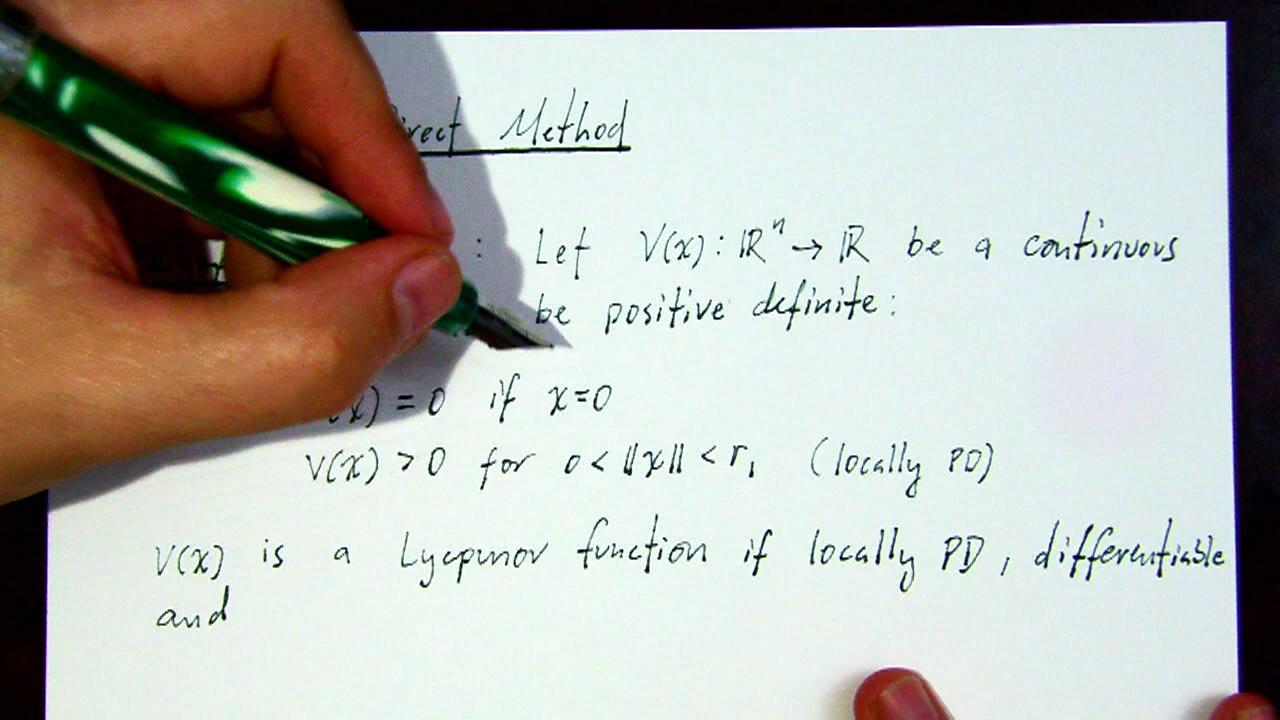 Method
: Let V(x): ℝⁿ → ℝ be a continuous
be positive definite:
(x) = 0 if x=0
V(x) > 0 for 0 < ||x|| < r₁ (locally PD)
V(x) is a Lyapunov function if locally PD, differentiable
and